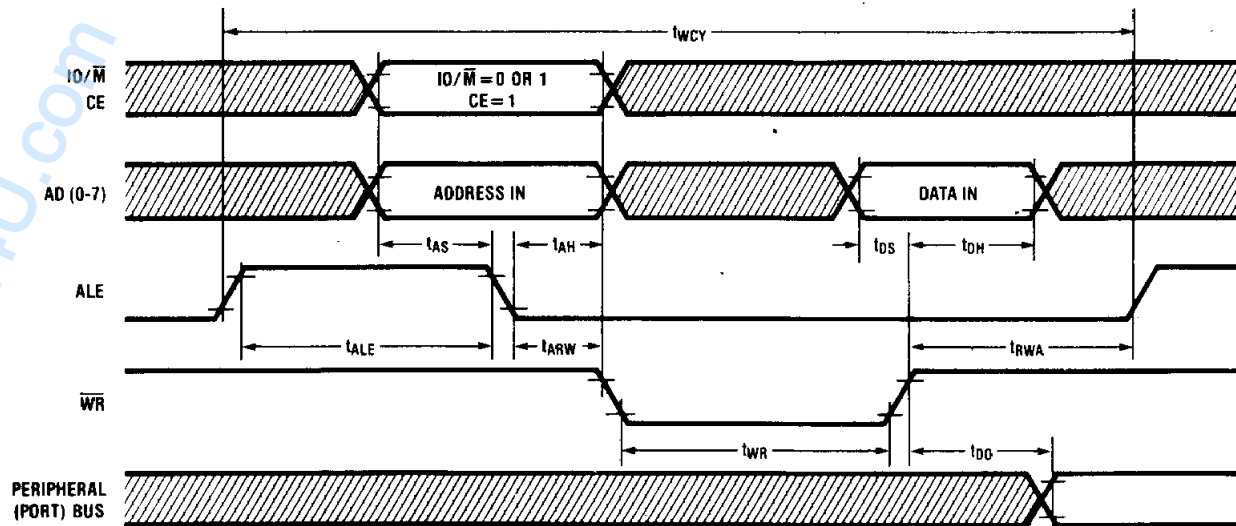 tWCY
IO/M̅
CE
IO/M̅ = 0 OR 1
CE = 1
AD (0-7)
ADDRESS IN
DATA IN
tAS
tAH
tDS
tDH
ALE
tALE
tARW
tRWA
W̅R̅
tWR
tDO
PERIPHERAL
(PORT) BUS